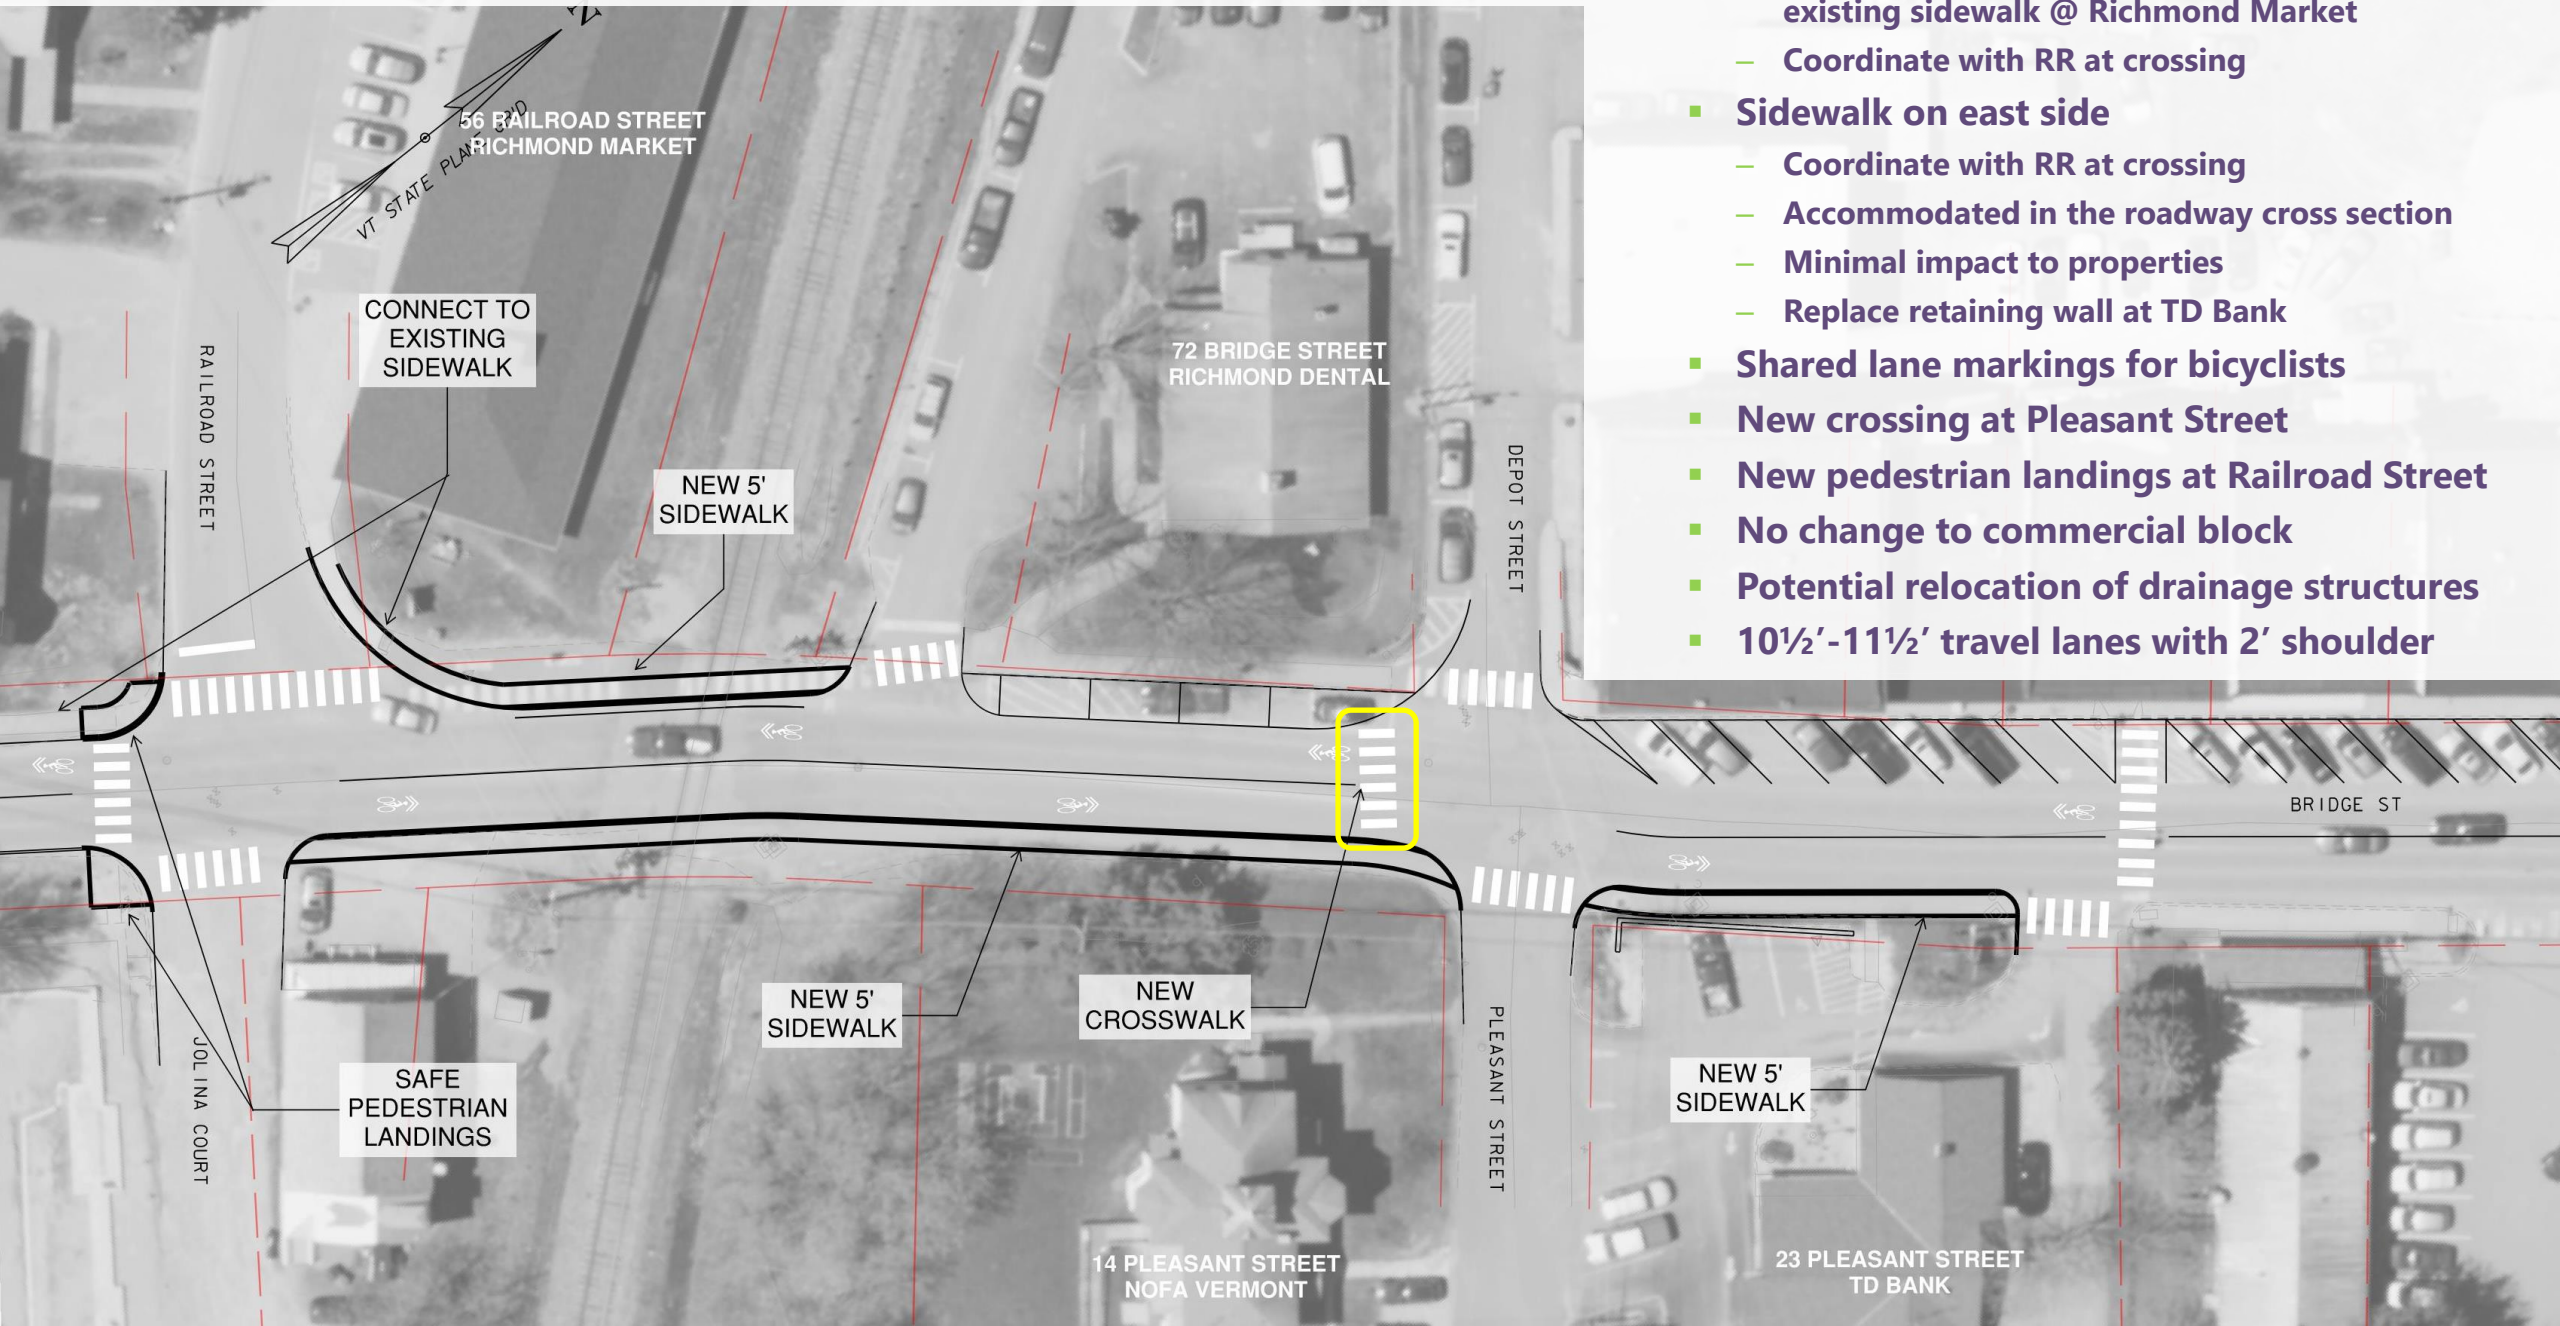 existing sidewalk @ Richmond Market
– Coordinate with RR at crossing
▪ Sidewalk on east side
– Coordinate with RR at crossing
– Accommodated in the roadway cross section
– Minimal impact to properties
– Replace retaining wall at TD Bank
▪ Shared lane markings for bicyclists
▪ New crossing at Pleasant Street
▪ New pedestrian landings at Railroad Street
▪ No change to commercial block
▪ Potential relocation of drainage structures
▪ 10½’-11½’ travel lanes with 2’ shoulder
N
VT STATE PLANE GRID
56 RAILROAD STREET
RICHMOND MARKET
CONNECT TO
EXISTING
SIDEWALK
RAILROAD STREET
NEW 5'
SIDEWALK
72 BRIDGE STREET
RICHMOND DENTAL
DEPOT STREET
BRIDGE ST
NEW 5'
SIDEWALK
NEW
CROSSWALK
PLEASANT STREET
NEW 5'
SIDEWALK
JOLINA COURT
SAFE
PEDESTRIAN
LANDINGS
14 PLEASANT STREET
NOFA VERMONT
23 PLEASANT STREET
TD BANK